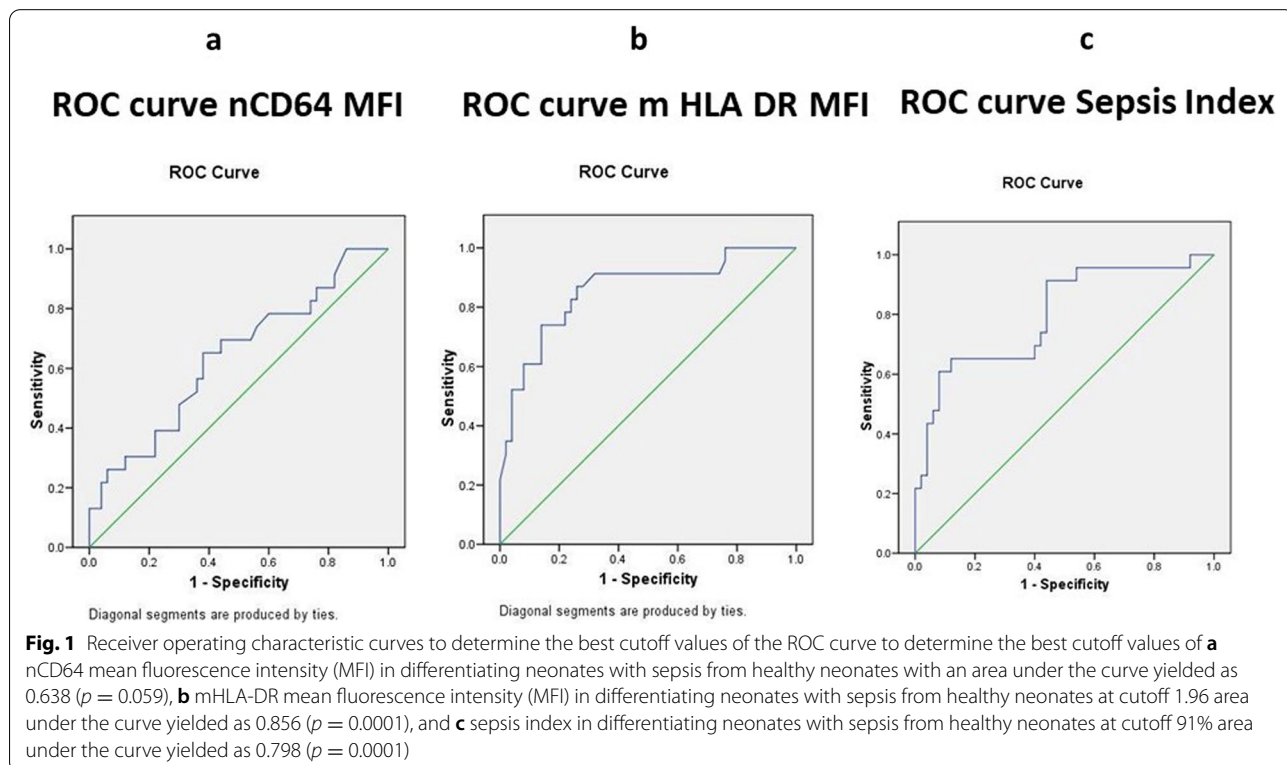 a
ROC curve nCD64 MFI
ROC Curve
Sensitivity
1.0
0.8
0.6
0.4
0.2
0.0
0.0 0.2 0.4 0.6 0.8 1.0
1 - Specificity
Diagonal segments are produced by ties.
b
ROC curve m HLA DR MFI
ROC Curve
Sensitivity
1.0
0.8
0.6
0.4
0.2
0.0
0.0 0.2 0.4 0.6 0.8 1.0
1 - Specificity
Diagonal segments are produced by ties.
c
ROC curve Sepsis Index
ROC Curve
Sensitivity
1.0
0.8
0.6
0.4
0.2
0.0
0.0 0.2 0.4 0.6 0.8 1.0
1 - Specificity
Fig. 1 Receiver operating characteristic curves to determine the best cutoff values of the ROC curve to determine the best cutoff values of a
nCD64 mean fluorescence intensity (MFI) in differentiating neonates with sepsis from healthy neonates with an area under the curve yielded as
0.638 (p = 0.059), b mHLA-DR mean fluorescence intensity (MFI) in differentiating neonates with sepsis from healthy neonates at cutoff 1.96 area
under the curve yielded as 0.856 (p = 0.0001), and c sepsis index in differentiating neonates with sepsis from healthy neonates at cutoff 91% area
under the curve yielded as 0.798 (p = 0.0001)